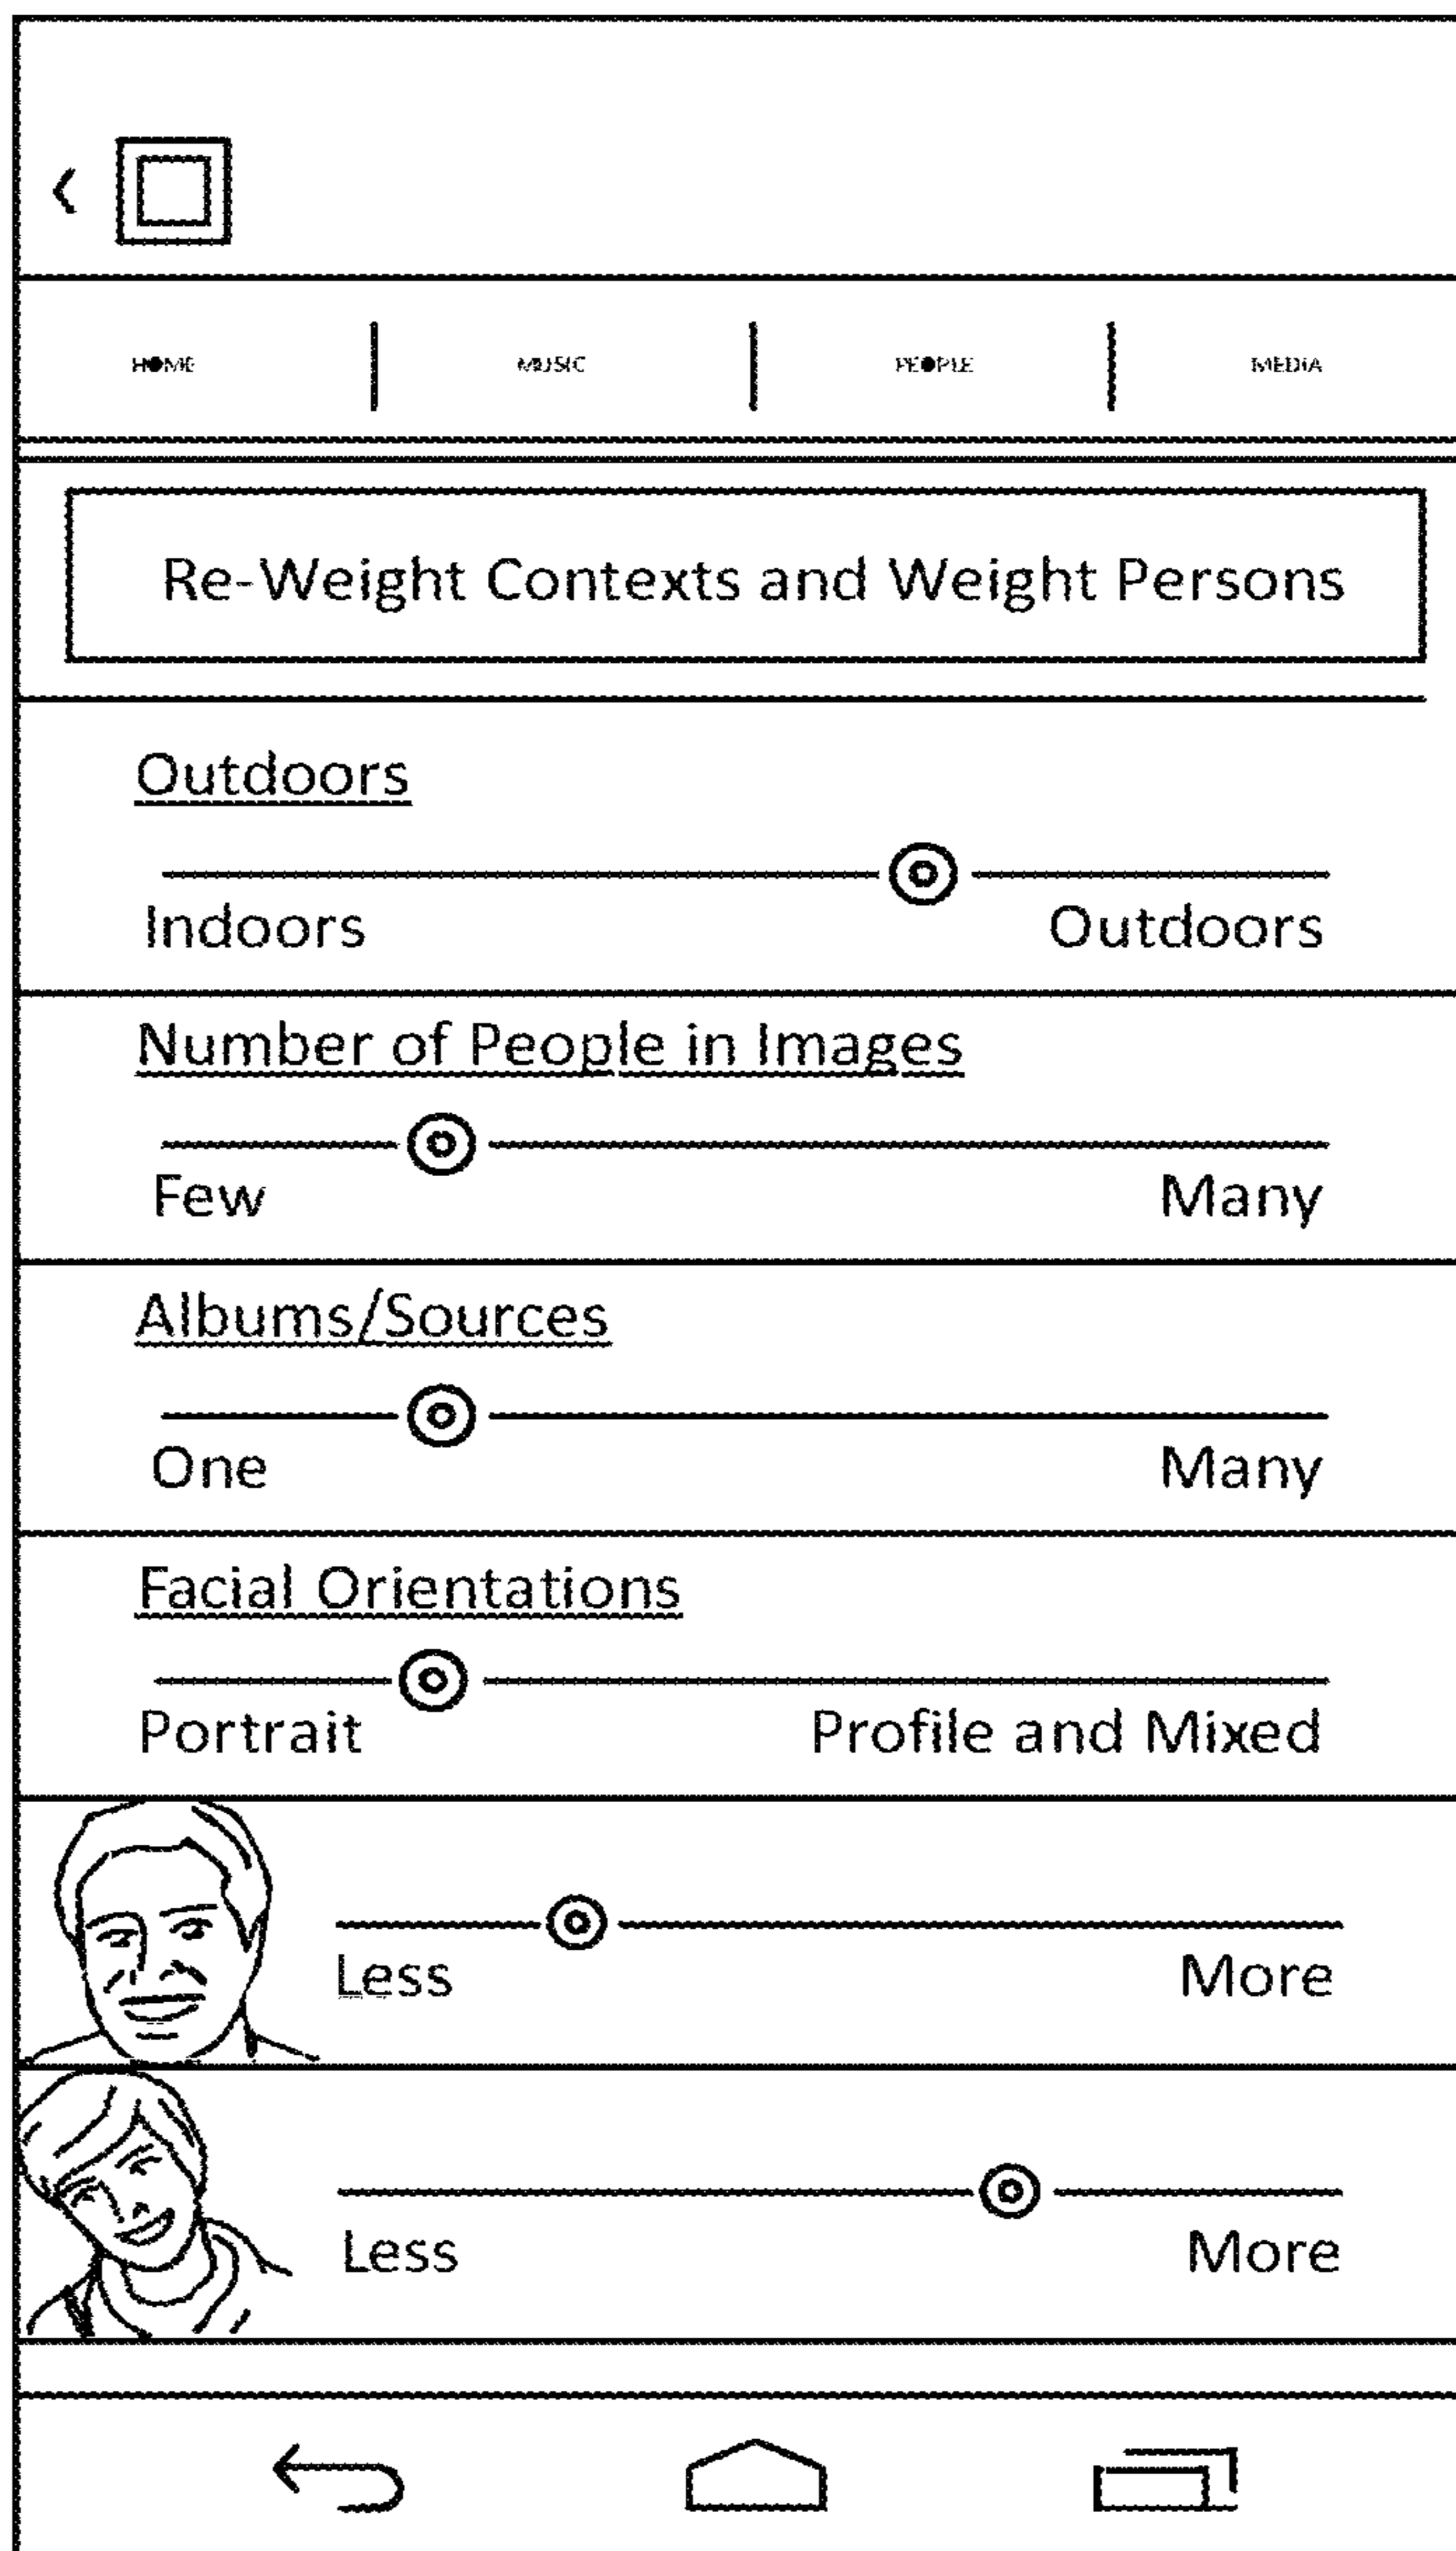 HOME MUSIC PEOPLE MEDIA
Re-Weight Contexts and Weight Persons
Outdoors
Indoors Outdoors
Number of People in Images
Few Many
Albums/Sources
One Many
Facial Orientations
Portrait Profile and Mixed
Less More
Less More